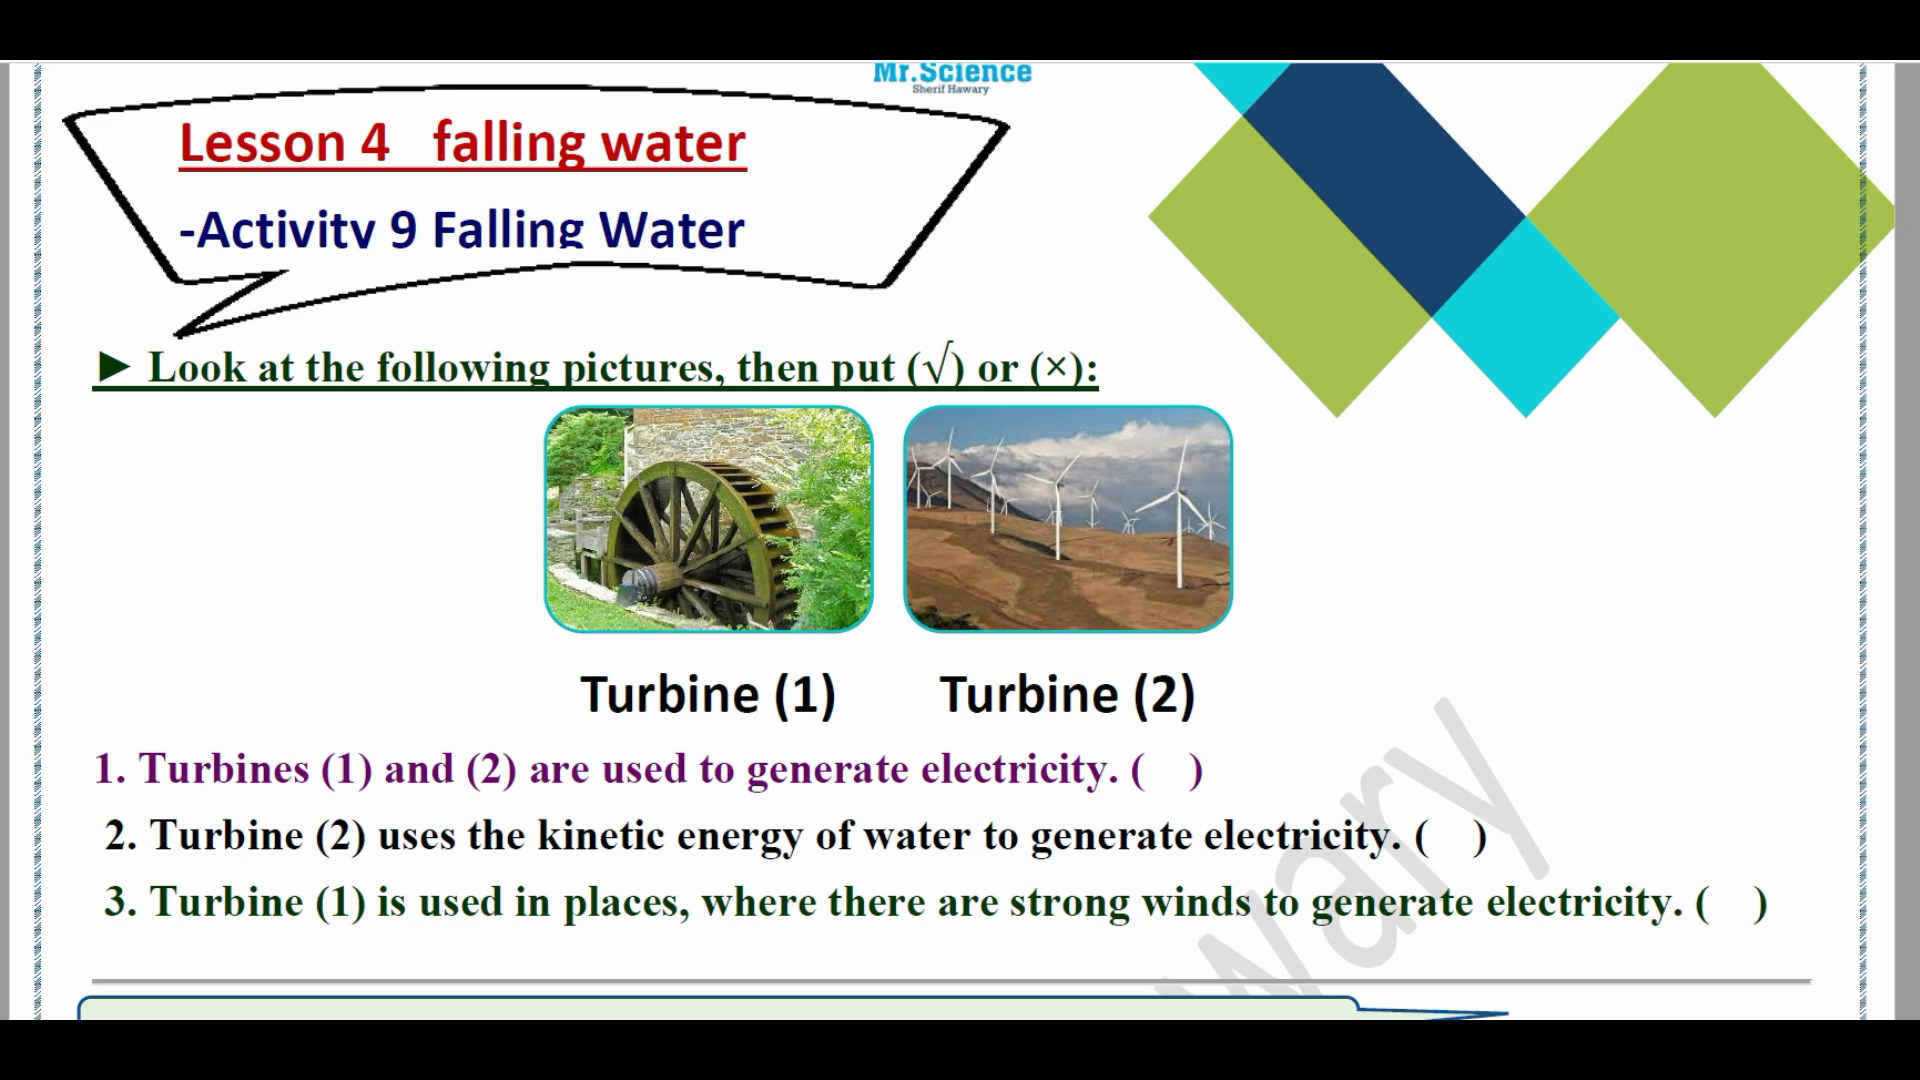 Mr.Science
Sherif Hawary
Lesson 4 falling water
-Activity 9 Falling Water
► Look at the following pictures, then put (√) or (×):
Turbine (1) Turbine (2)
1. Turbines (1) and (2) are used to generate electricity. ( )
2. Turbine (2) uses the kinetic energy of water to generate electricity. ( )
3. Turbine (1) is used in places, where there are strong winds to generate electricity. ( )
wary